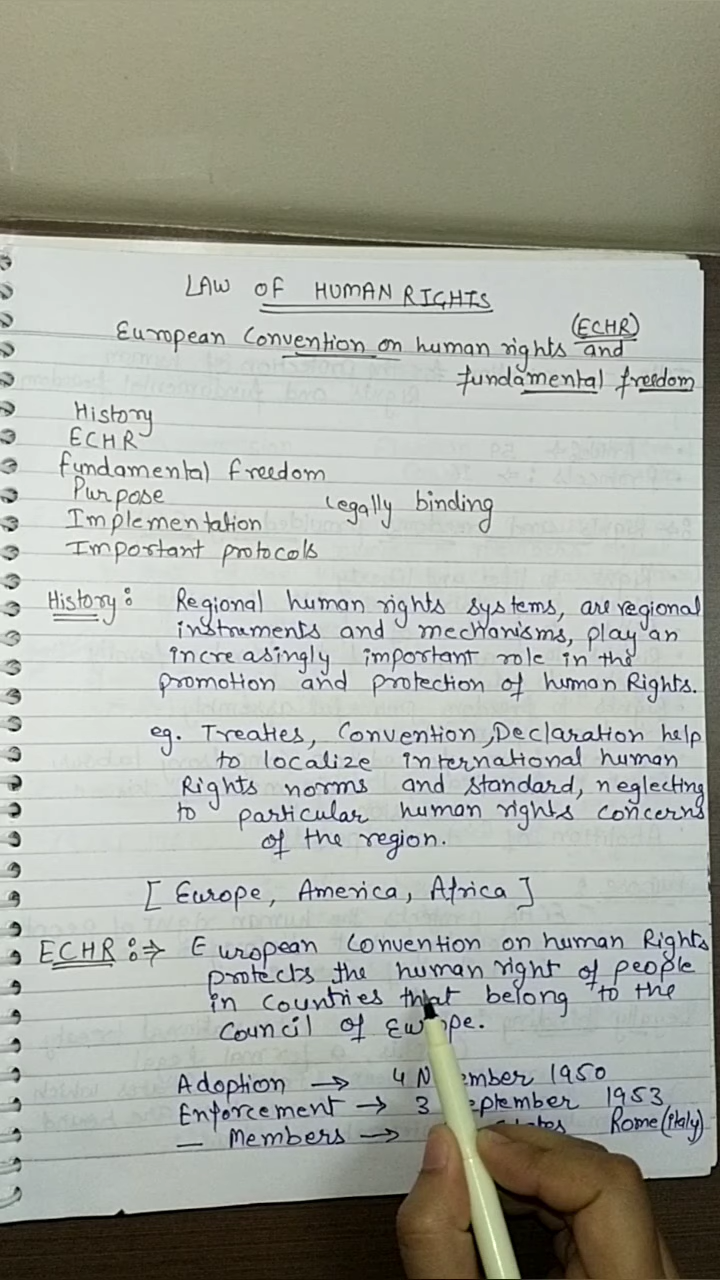 LAW OF HUMAN RIGHTS
(ECHR)
European Convention on human rights and
fundamental freedom
History
ECHR
fundamental freedom
Purpose
legally binding
Implementation
Important protocols
History: Regional human rights systems, are regional
instruments and mechanisms, play an
increasingly important role in the
promotion and protection of human Rights.
eg. Treaties, Convention, Declaration help
to localize international human
Rights norms and standard, neglecting
to particular human rights concerns
of the region.
[Europe, America, Africa]
ECHR :⇒ European Convention on human Rights
protects the human right of people
in countries that belong to the
Council of Europe.
Adoption → 4 November 1950
Enforcement → 3 September 1953
— Members → Rome (Italy)